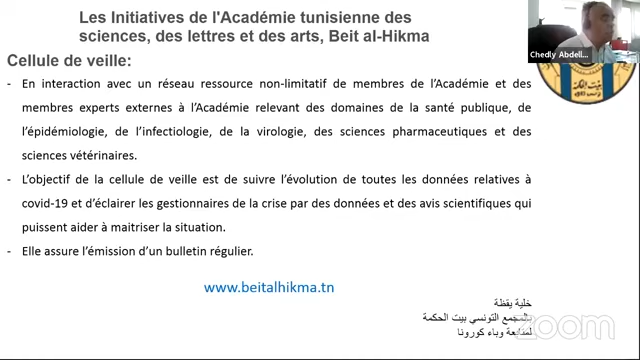 Les Initiatives de l'Académie tunisienne des
sciences, des lettres et des arts, Beit al-Hikma
Chedly Abdell...
Cellule de veille:
- En interaction avec un réseau ressource non-limitatif de membres de l'Académie et des
membres experts externes à l'Académie relevant des domaines de la santé publique, de
l'épidémiologie, de l'infectiologie, de la virologie, des sciences pharmaceutiques et des
sciences vétérinaires.
- L'objectif de la cellule de veille est de suivre l'évolution de toutes les données relatives à
covid-19 et d'éclairer les gestionnaires de la crise par des données et des avis scientifiques qui
puissent aider à maitriser la situation.
- Elle assure l'émission d'un bulletin régulier.
www.beitalhikma.tn
خلية يقظة
بالمجمع التونسي بيت الحكمة
لمتابعة وباء كورونا
zoom